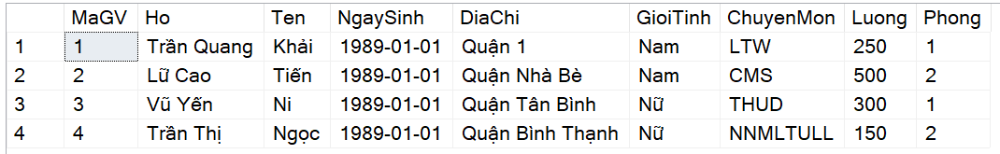 MaGV Ho Ten NgaySinh DiaChi GioiTinh ChuyenMon Luong Phong
1 1 Trần Quang Khải 1989-01-01 Quận 1 Nam LTW 250 1
2 2 Lữ Cao Tiến 1989-01-01 Quận Nhà Bè Nam CMS 500 2
3 3 Vũ Yến Ni 1989-01-01 Quận Tân Bình Nữ THUD 300 1
4 4 Trần Thị Ngọc 1989-01-01 Quận Bình Thạnh Nữ NNMLTULL 150 2